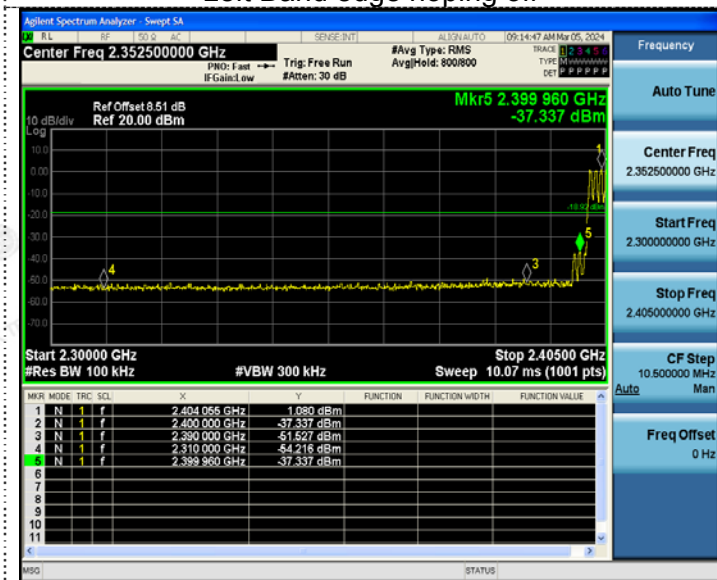 Left Band edge hoping off
Agilent Spectrum Analyzer - Swept SA
RL RF 50 Ω AC SENSE:INT ALIGN AUTO 09:14:47 AM Mar 05, 2024
Center Freq 2.352500000 GHz
PNO: Fast
IFGain:Low
Trig: Free Run
#Atten: 30 dB
#Avg Type: RMS
Avg|Hold: 800/800
TRACE 1 2 3 4 5 6
TYPE M
DET P P P P P P
Frequency
Auto Tune
Center Freq
2.352500000 GHz
Start Freq
2.300000000 GHz
Stop Freq
2.405000000 GHz
CF Step
10.500000 MHz
Auto Man
Freq Offset
0 Hz
Ref Offset 8.51 dB
10 dB/div Ref 20.00 dBm
Log
Mkr5 2.399 960 GHz
-37.337 dBm
10.0
0.00
-10.0
-20.0
-30.0
-40.0
-50.0
-60.0
-70.0
1
5
3
4
Start 2.30000 GHz Stop 2.40500 GHz
#Res BW 100 kHz #VBW 300 kHz Sweep 10.07 ms (1001 pts)
MKR MODE TRC SCL X Y FUNCTION FUNCTION WIDTH FUNCTION VALUE
1 N 1 f 2.404 055 GHz 1.080 dBm
2 N 1 f 2.400 000 GHz -37.337 dBm
3 N 1 f 2.390 000 GHz -51.527 dBm
4 N 1 f 2.310 000 GHz -54.216 dBm
5 N 1 f 2.399 960 GHz -37.337 dBm
6
7
8
9
10
11
MSG STATUS